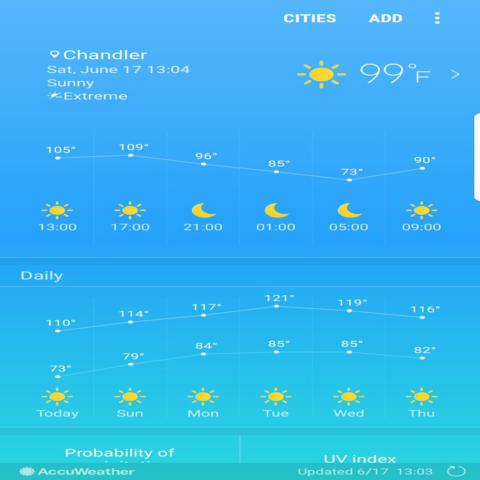 CITIES ADD
Chandler
Sat, June 17 13:04
Sunny
Extreme
99°F >
105° 109° 96° 85° 73° 90°
13:00 17:00 21:00 01:00 05:00 09:00
Daily
110° 114° 117° 121° 119° 116°
73° 79° 84° 85° 85° 82°
Today Sun Mon Tue Wed Thu
Probability of
UV index
AccuWeather Updated 6/17 13:03